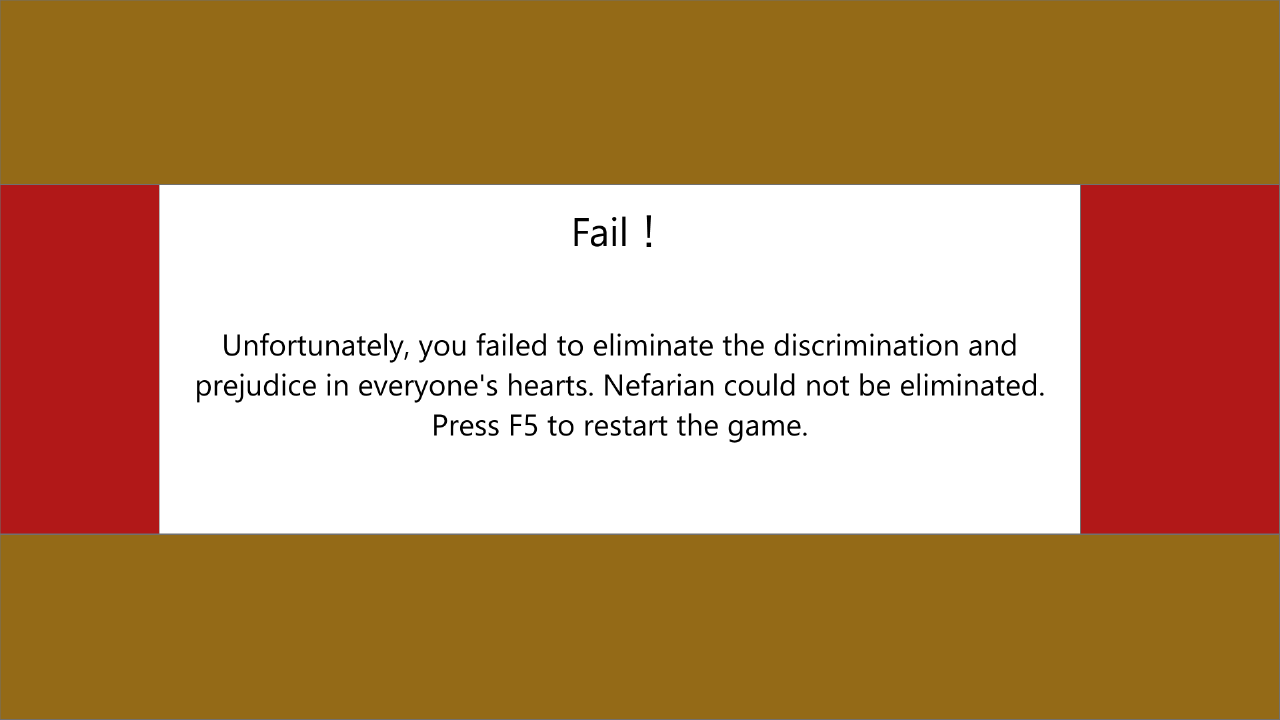 Fail！
Unfortunately, you failed to eliminate the discrimination and
prejudice in everyone's hearts. Nefarian could not be eliminated.
Press F5 to restart the game.